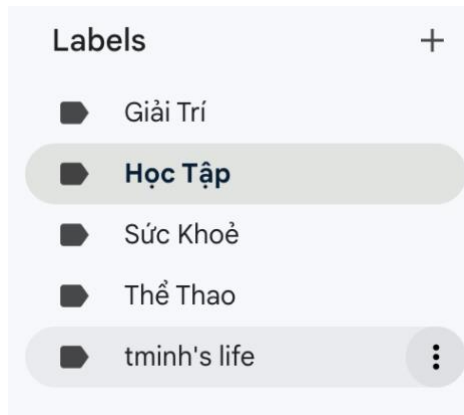 Labels
Giải Trí
Học Tập
Sức Khoẻ
Thể Thao
tminh's life